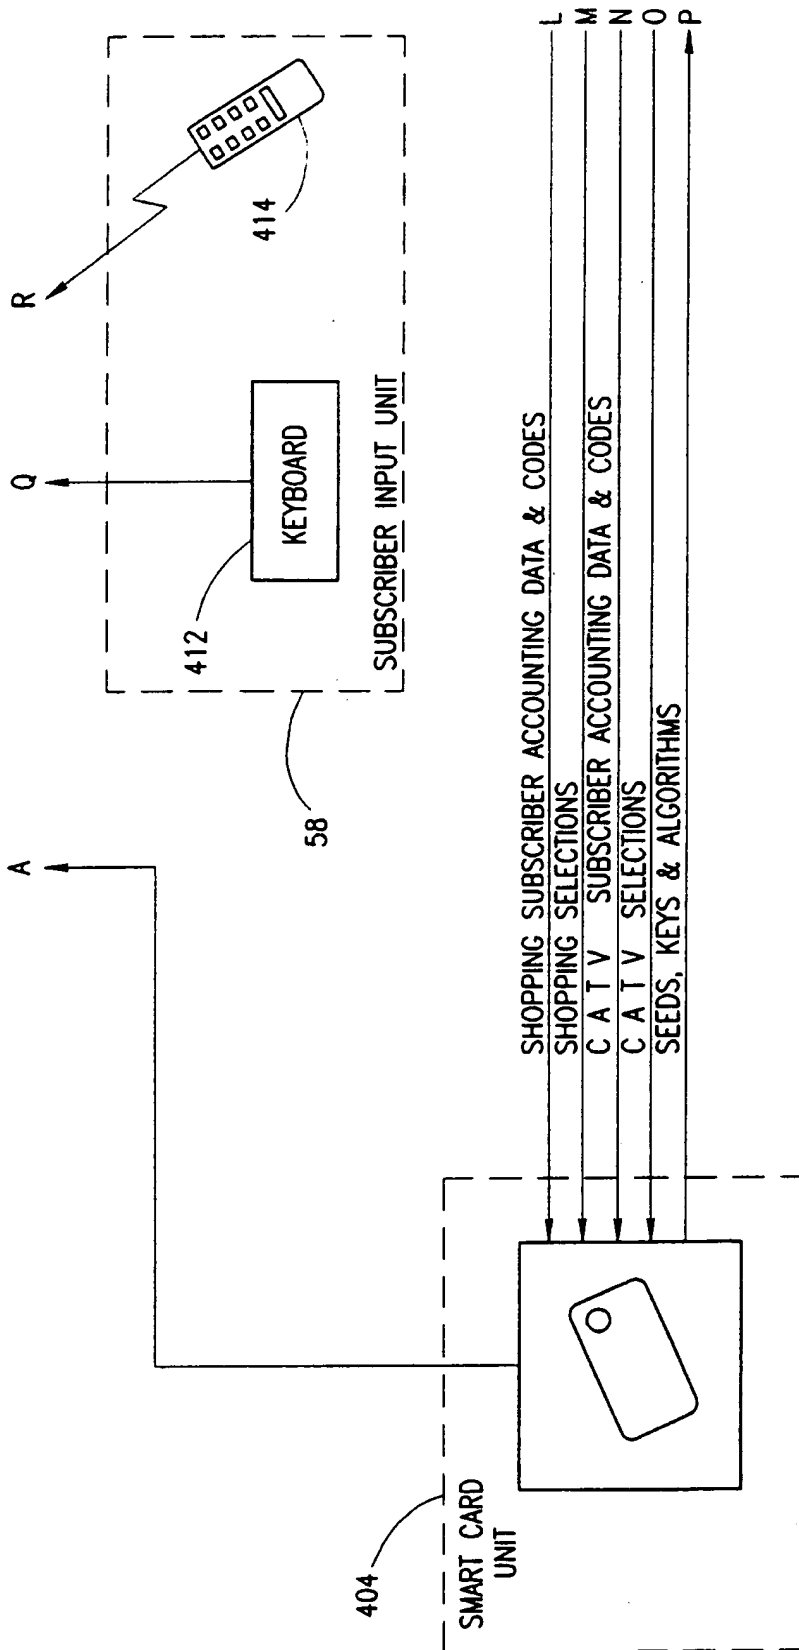 A
Q
R
KEYBOARD
412
414
SUBSCRIBER INPUT UNIT
58
SHOPPING SUBSCRIBER ACCOUNTING DATA & CODES
L
SHOPPING SELECTIONS
M
C A T V SUBSCRIBER ACCOUNTING DATA & CODES
N
C A T V SELECTIONS
O
SEEDS, KEYS & ALGORITHMS
P
404
SMART CARD
UNIT